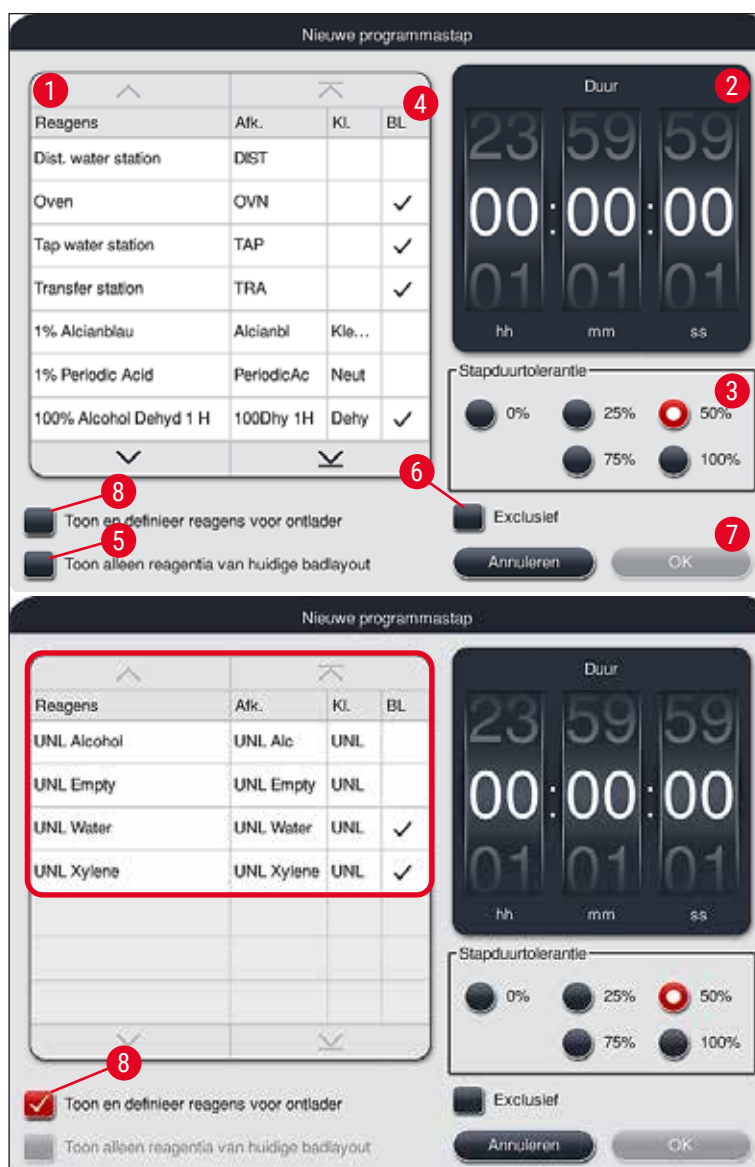 Nieuwe programmastap
1
Reagens Afk. Kl. BL
4
Dist. water station DIST
Oven OVN ✓
Tap water station TAP ✓
Transfer station TRA ✓
1% Alcianblau Alcianbl Kle...
1% Periodic Acid PeriodicAc Neut
100% Alcohol Dehyd 1 H 100Dhy 1H Dehy ✓
8
Toon en definieer reagens voor ontlader
5
Toon alleen reagentia van huidige badlayout
Duur
2
23 59 59
00:00:00
01 01 01
hh mm ss
Stapduurtolerantie
3
0% 25% 50%
75% 100%
6
Exclusief
7
Annuleren OK
Nieuwe programmastap
Reagens Afk. Kl. BL
UNL Alcohol UNL Alc UNL
UNL Empty UNL Empty UNL
UNL Water UNL Water UNL ✓
UNL Xylene UNL Xylene UNL ✓
8
Toon en definieer reagens voor ontlader
Toon alleen reagentia van huidige badlayout
Duur
23 59 59
00:00:00
01 01 01
hh mm ss
Stapduurtolerantie
0% 25% 50%
75% 100%
Exclusief
Annuleren OK